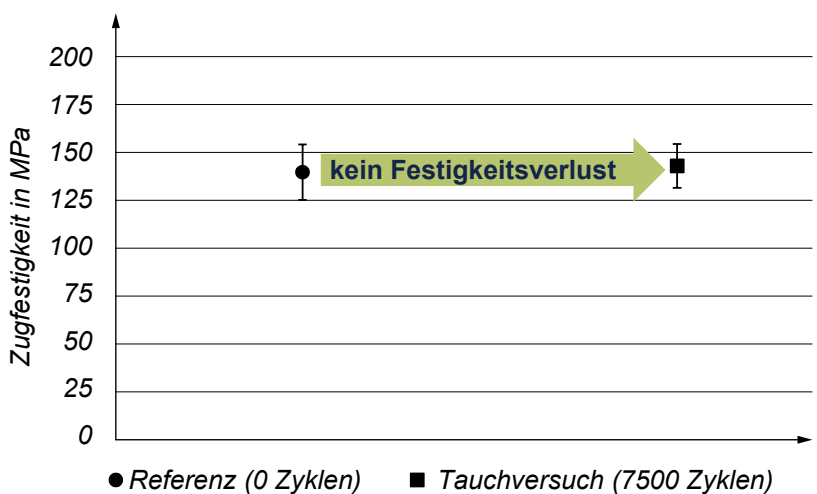 Zugfestigkeit in MPa
200
175
150
125
100
75
50
25
0
kein Festigkeitsverlust
Referenz (0 Zyklen)
Tauchversuch (7500 Zyklen)